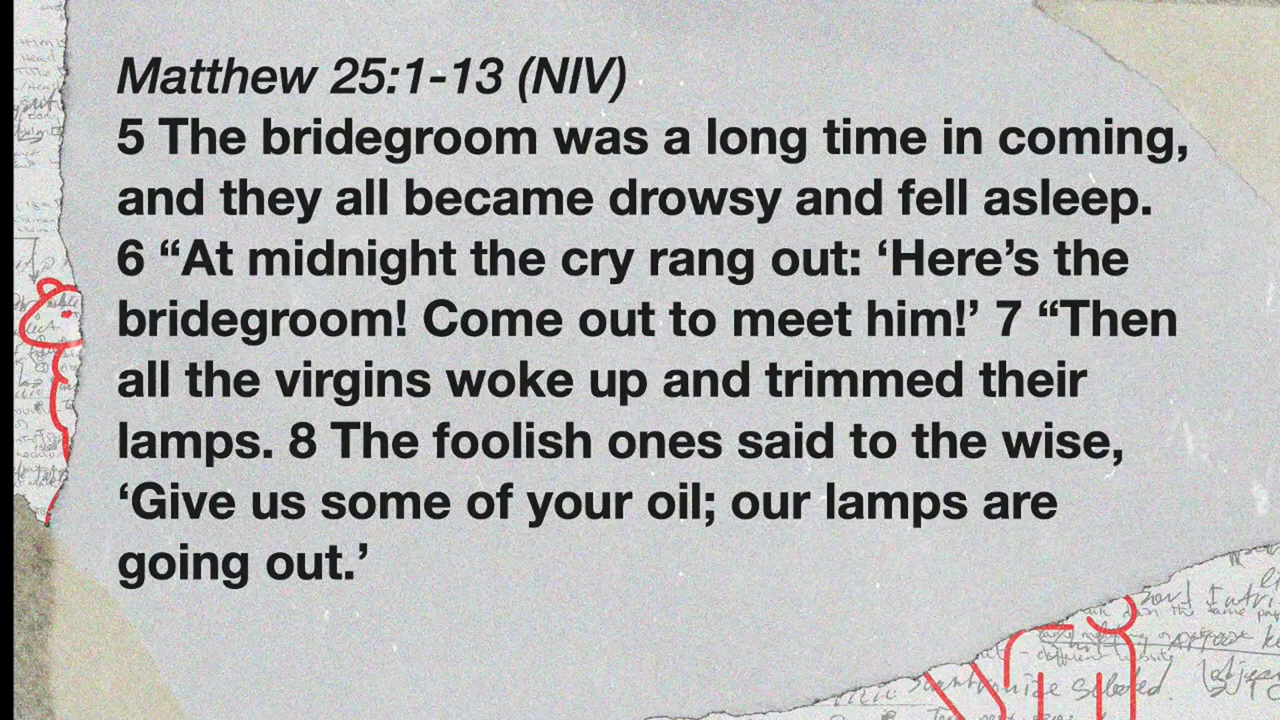 Matthew 25:1-13 (NIV)
5 The bridegroom was a long time in coming,
and they all became drowsy and fell asleep.
6 “At midnight the cry rang out: ‘Here’s the
bridegroom! Come out to meet him!’ 7 “Then
all the virgins woke up and trimmed their
lamps. 8 The foolish ones said to the wise,
‘Give us some of your oil; our lamps are
going out.’